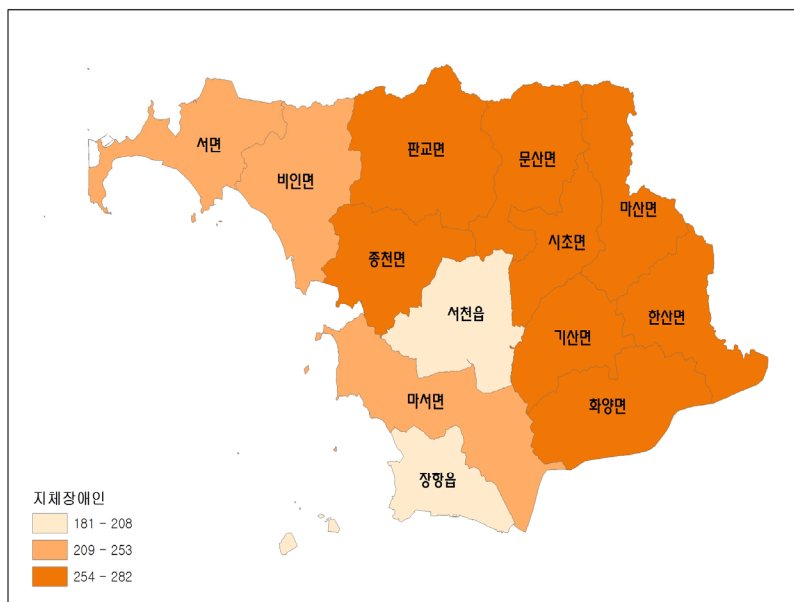 서면
비인면
판교면
문산면
마산면
시초면
종천면
서천읍
기산면
한산면
마서면
화양면
장항읍
지체장애인
181 - 208
209 - 253
254 - 282